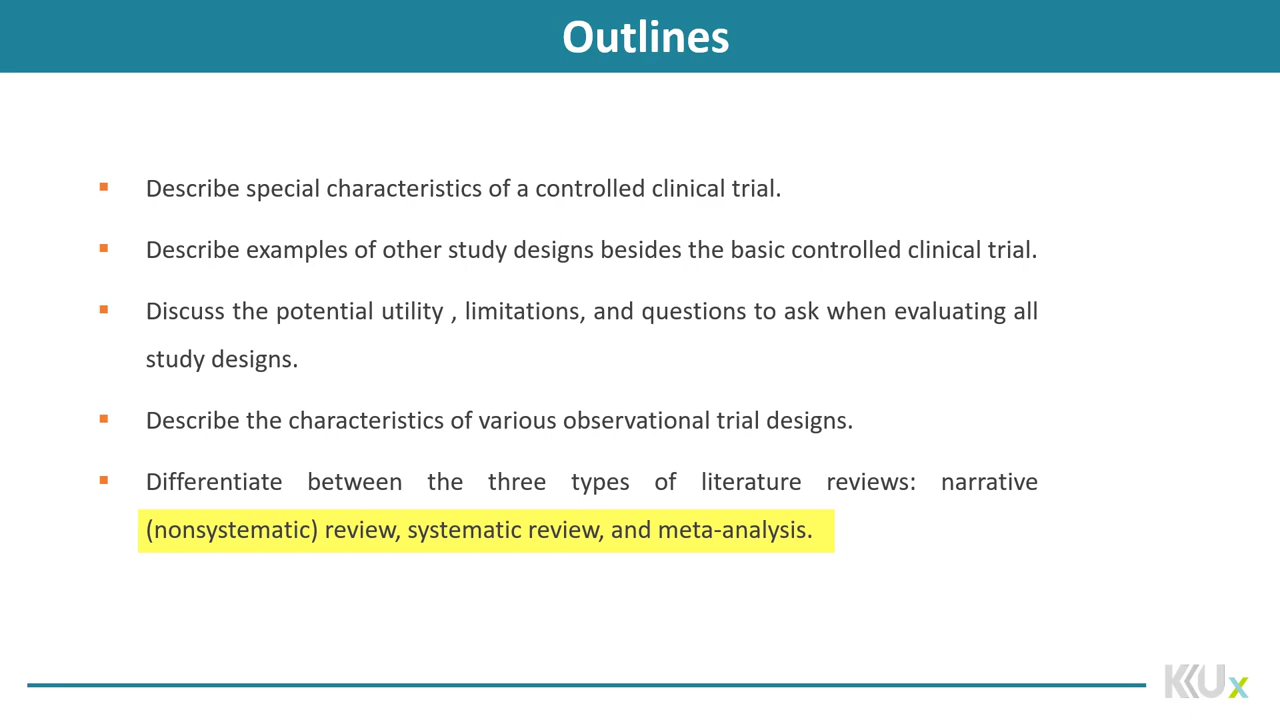 Outlines
▪ Describe special characteristics of a controlled clinical trial.
▪ Describe examples of other study designs besides the basic controlled clinical trial.
▪ Discuss the potential utility , limitations, and questions to ask when evaluating all
study designs.
▪ Describe the characteristics of various observational trial designs.
▪ Differentiate between the three types of literature reviews: narrative
(nonsystematic) review, systematic review, and meta-analysis.
KKUx